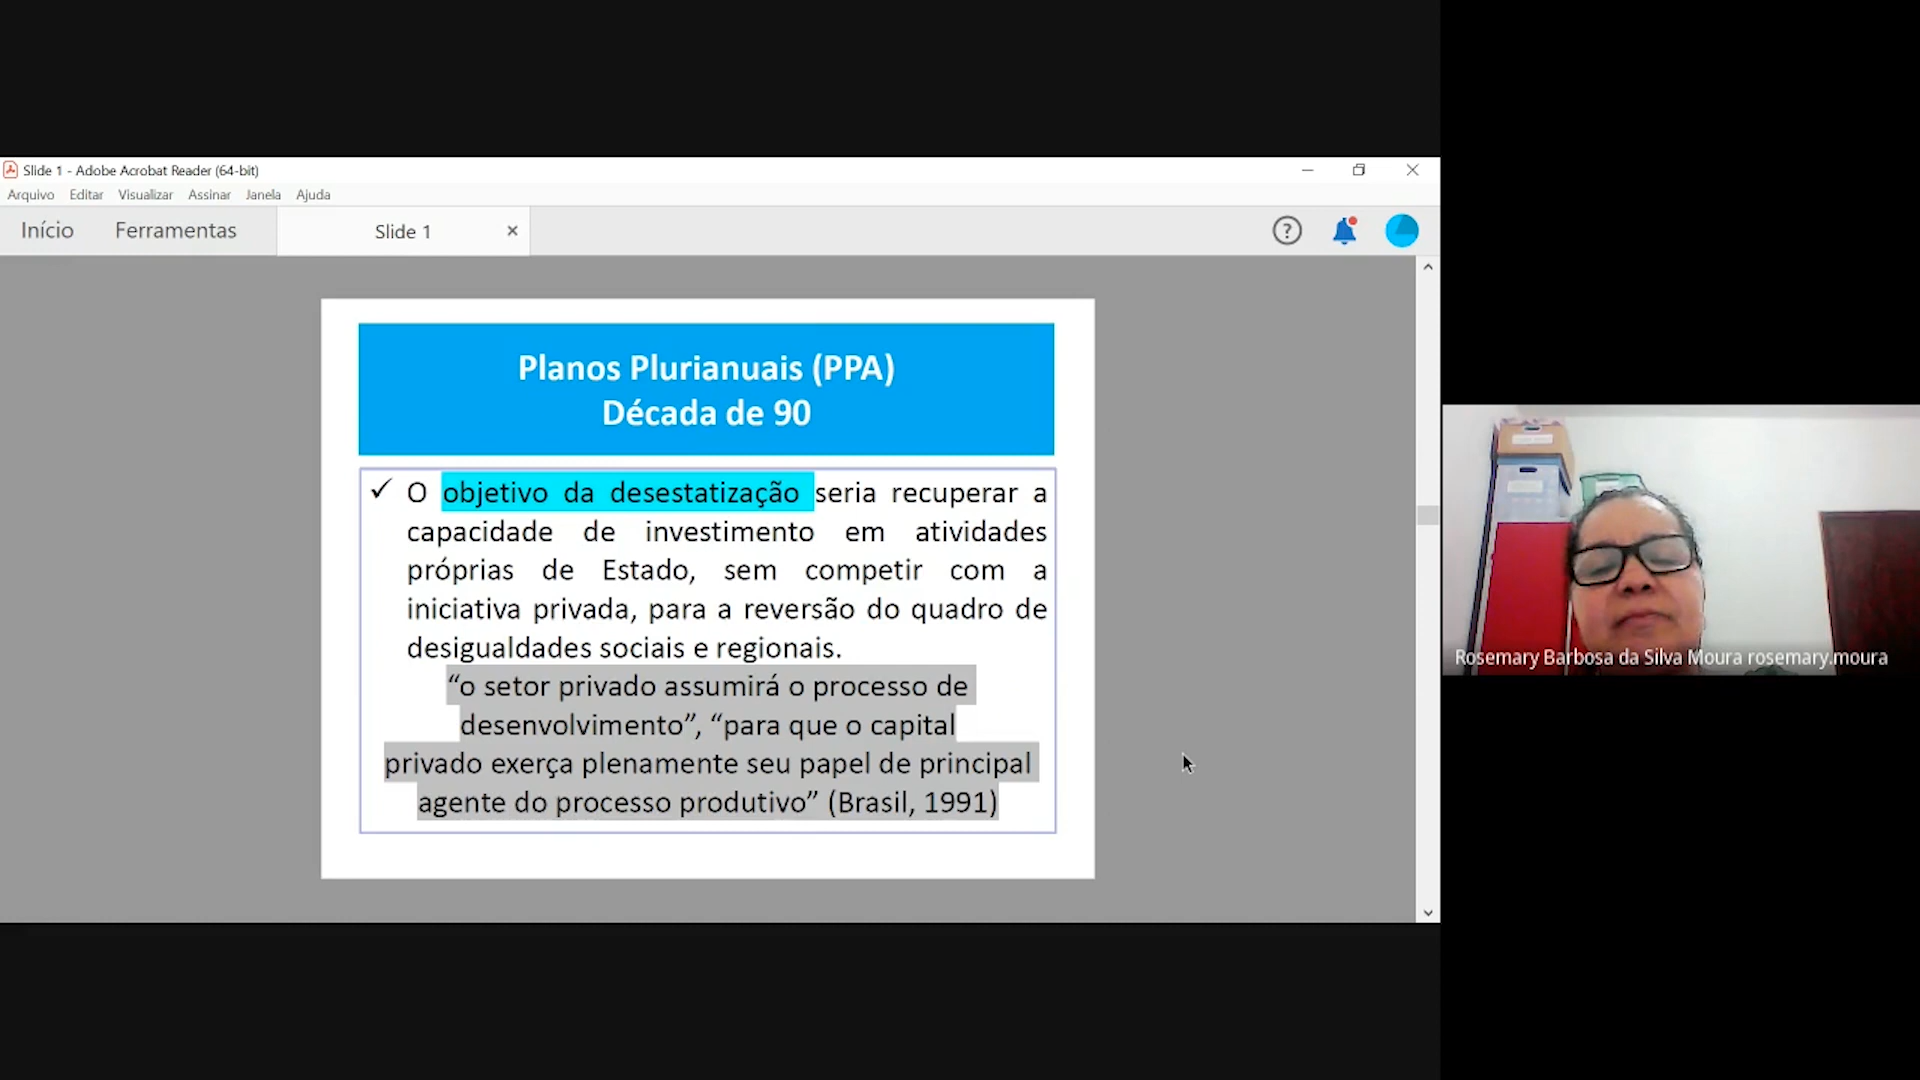 Slide 1 - Adobe Acrobat Reader (64-bit)
Arquivo Editar Visualizar Assinar Janela Ajuda
Início Ferramentas Slide 1
Planos Plurianuais (PPA)
Década de 90
✓ O objetivo da desestatização seria recuperar a
capacidade de investimento em atividades
próprias de Estado, sem competir com a
iniciativa privada, para a reversão do quadro de
desigualdades sociais e regionais.
“o setor privado assumirá o processo de
desenvolvimento”, “para que o capital
privado exerça plenamente seu papel de principal
agente do processo produtivo” (Brasil, 1991)
Rosemary Barbosa da Silva Moura rosemary.moura